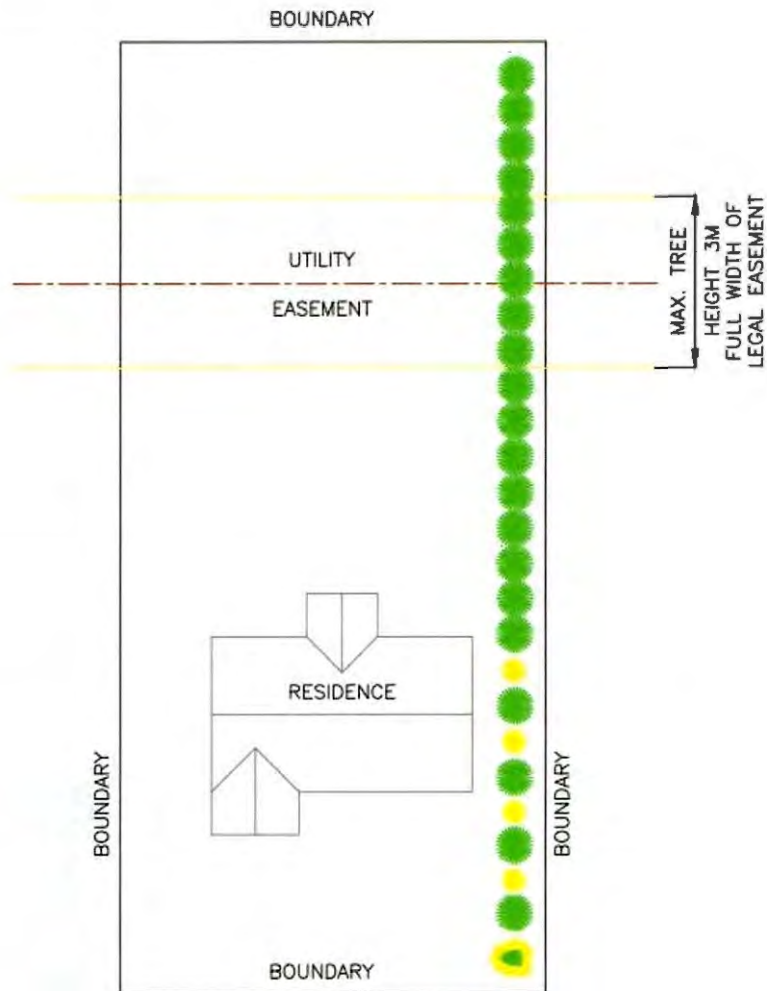 BOUNDARY
UTILITY
EASEMENT
MAX. TREE
HEIGHT 3M
FULL WIDTH OF
LEGAL EASEMENT
RESIDENCE
BOUNDARY
BOUNDARY
BOUNDARY